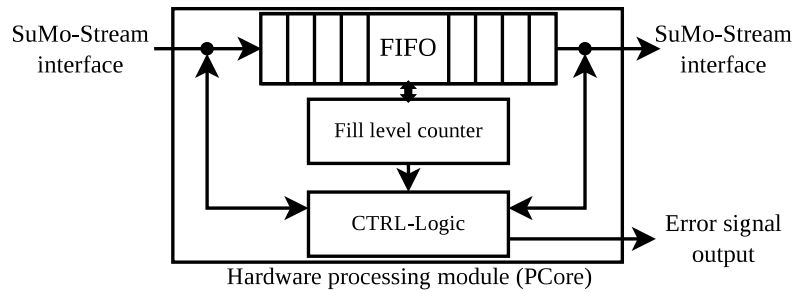 SuMo-Stream
interface
FIFO
SuMo-Stream
interface
Fill level counter
CTRL-Logic
Error signal
output
Hardware processing module (PCore)